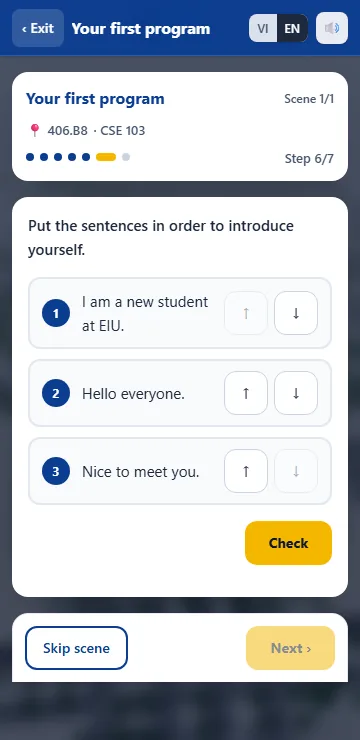 ‹ Exit
Your first program
VI
EN
Your first program
Scene 1/1
406.B8 · CSE 103
Step 6/7
Put the sentences in order to introduce
yourself.
1
I am a new student
at EIU.
↑
↓
2
Hello everyone.
↑
↓
3
Nice to meet you.
↑
↓
Check
Skip scene
Next ›